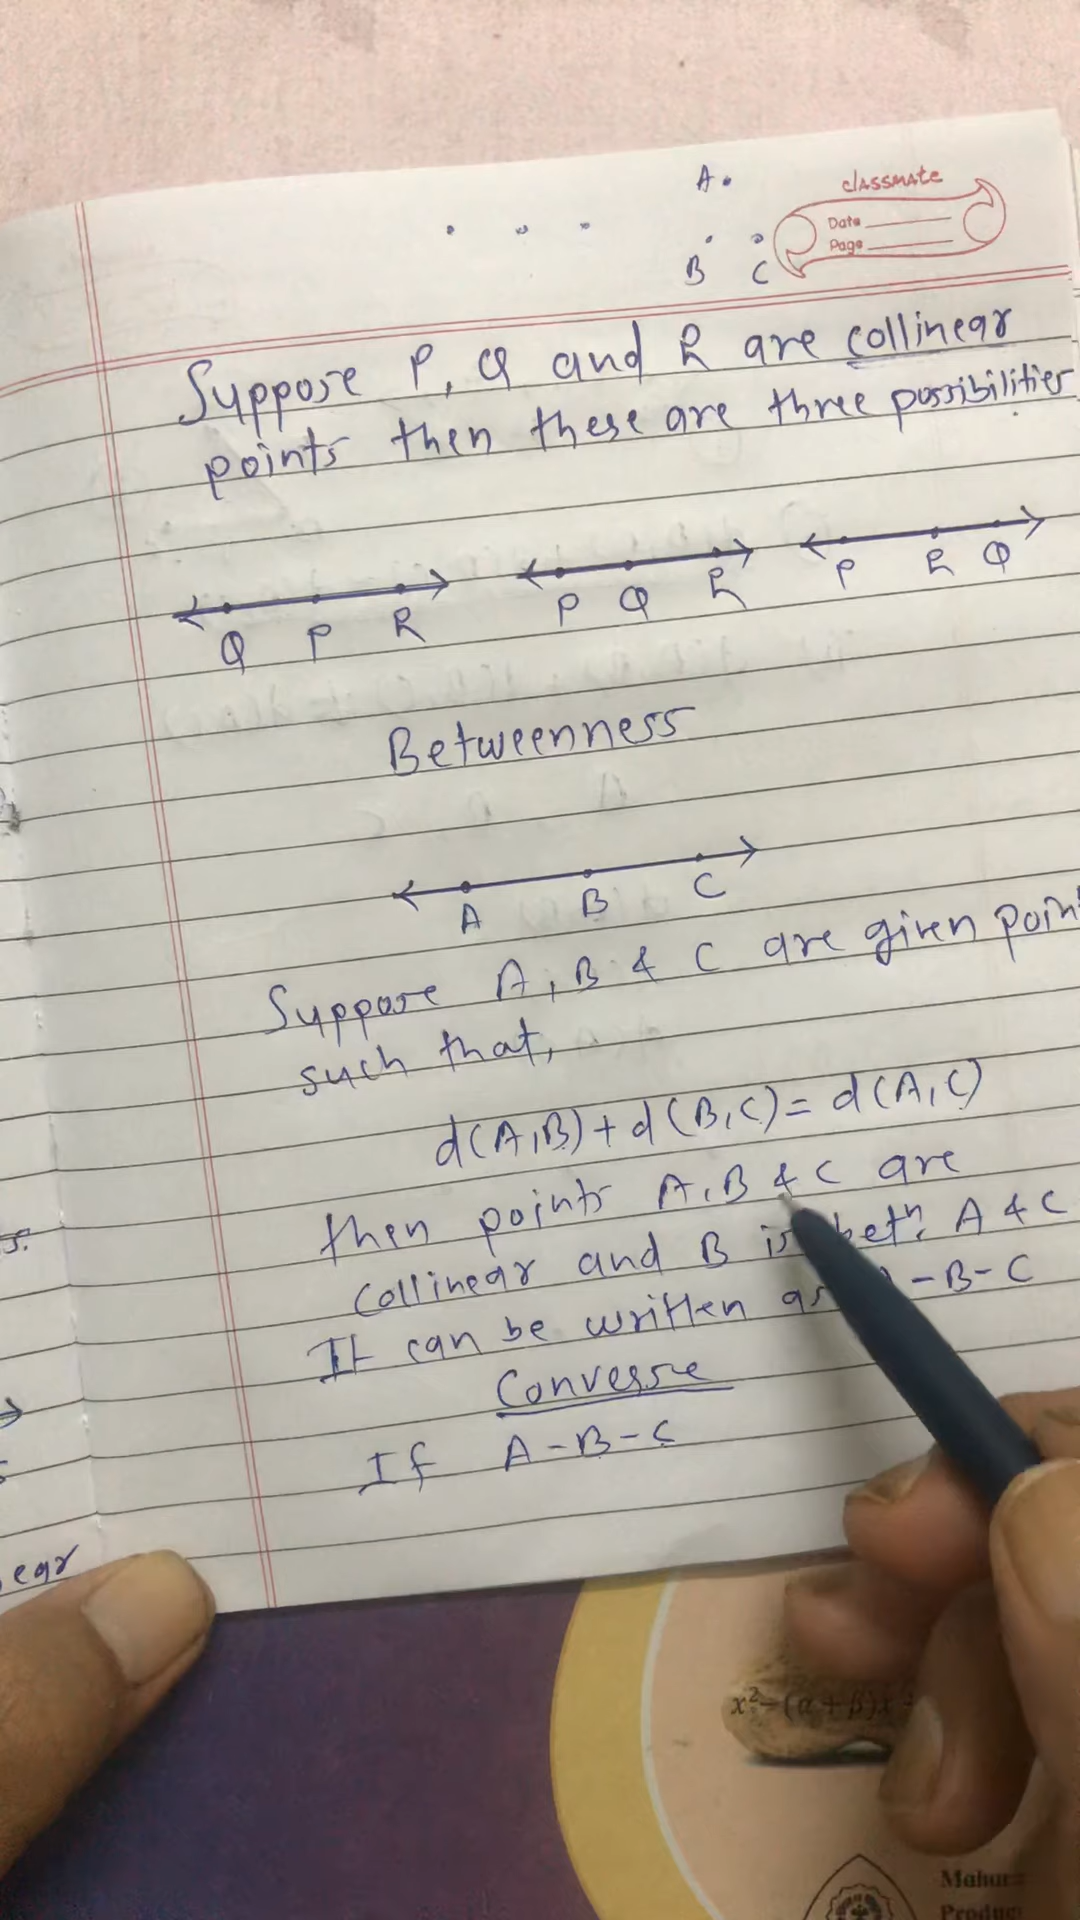 A.
classmate
Date
Page
B C
Suppose P, Q and R are collinear
points then these are three possibilities
Q P R
P Q R
P R Q
Betweenness
A B C
Suppose A, B & C are given
such that,
d(A,B)+d(B,C)=d(A,C)
then points A,B & C are
collinear and B is betn. A & C
It can be written as -B-C
Converse
If A-B-C
x²-(α+β)x